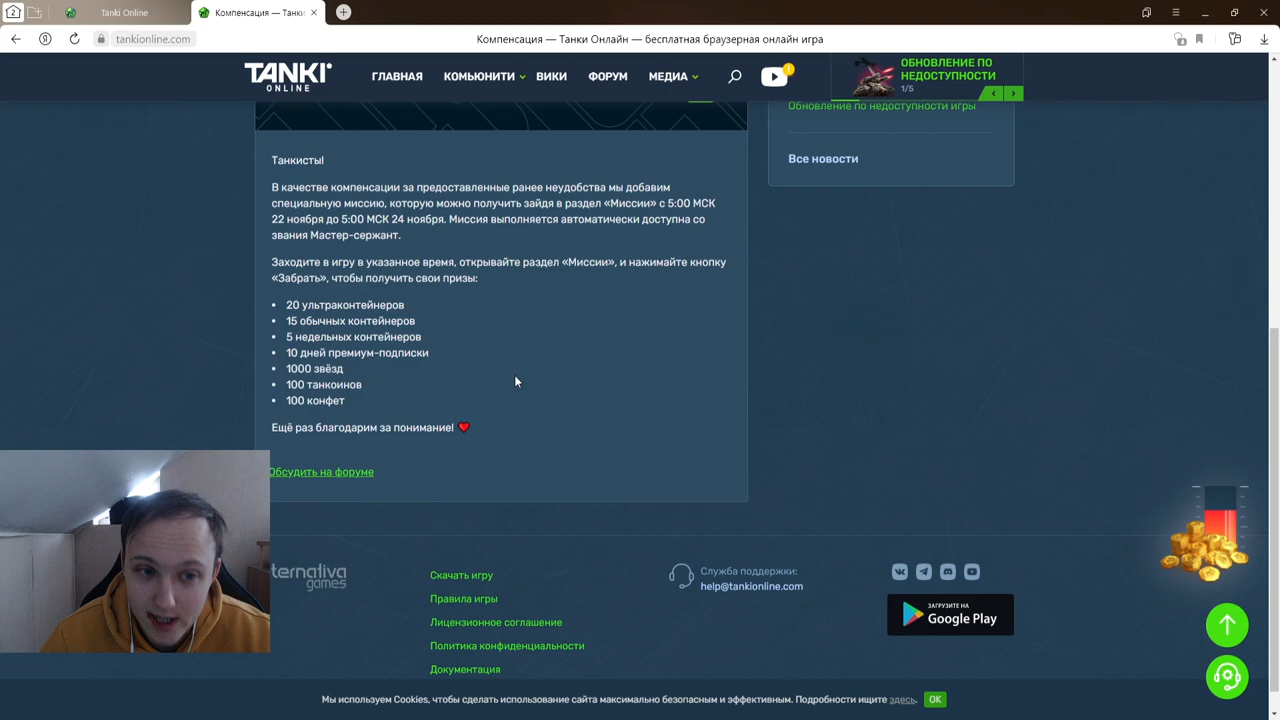 2
Танки Online
Компенсация — Танки
tankionline.com
Компенсация — Танки Онлайн — бесплатная браузерная онлайн игра
TANKI
ONLINE
ГЛАВНАЯ
КОМЬЮНИТИ
ВИКИ
ФОРУМ
МЕДИА
ОБНОВЛЕНИЕ ПО
НЕДОСТУПНОСТИ
1/5
Обновление по недоступности игры
Все новости
Танкисты!
В качестве компенсации за предоставленные ранее неудобства мы добавим
специальную миссию, которую можно получить зайдя в раздел «Миссии» с 5:00 МСК
22 ноября до 5:00 МСК 24 ноября. Миссия выполняется автоматически доступна со
звания Мастер-сержант.
Заходите в игру в указанное время, открывайте раздел «Миссии», и нажимайте кнопку
«Забрать», чтобы получить свои призы:
• 20 ультраконтейнеров
• 15 обычных контейнеров
• 5 недельных контейнеров
• 10 дней премиум-подписки
• 1000 звёзд
• 100 танкоинов
• 100 конфет
Ещё раз благодарим за понимание! ❤️
Обсудить на форуме
ternativa
games
Скачать игру
Правила игры
Лицензионное соглашение
Политика конфиденциальности
Документация
Служба поддержки:
help@tankionline.com
ЗАГРУЗИТЕ НА
Google Play
Мы используем Cookies, чтобы сделать использование сайта максимально безопасным и эффективным. Подробности ищите здесь.
OK